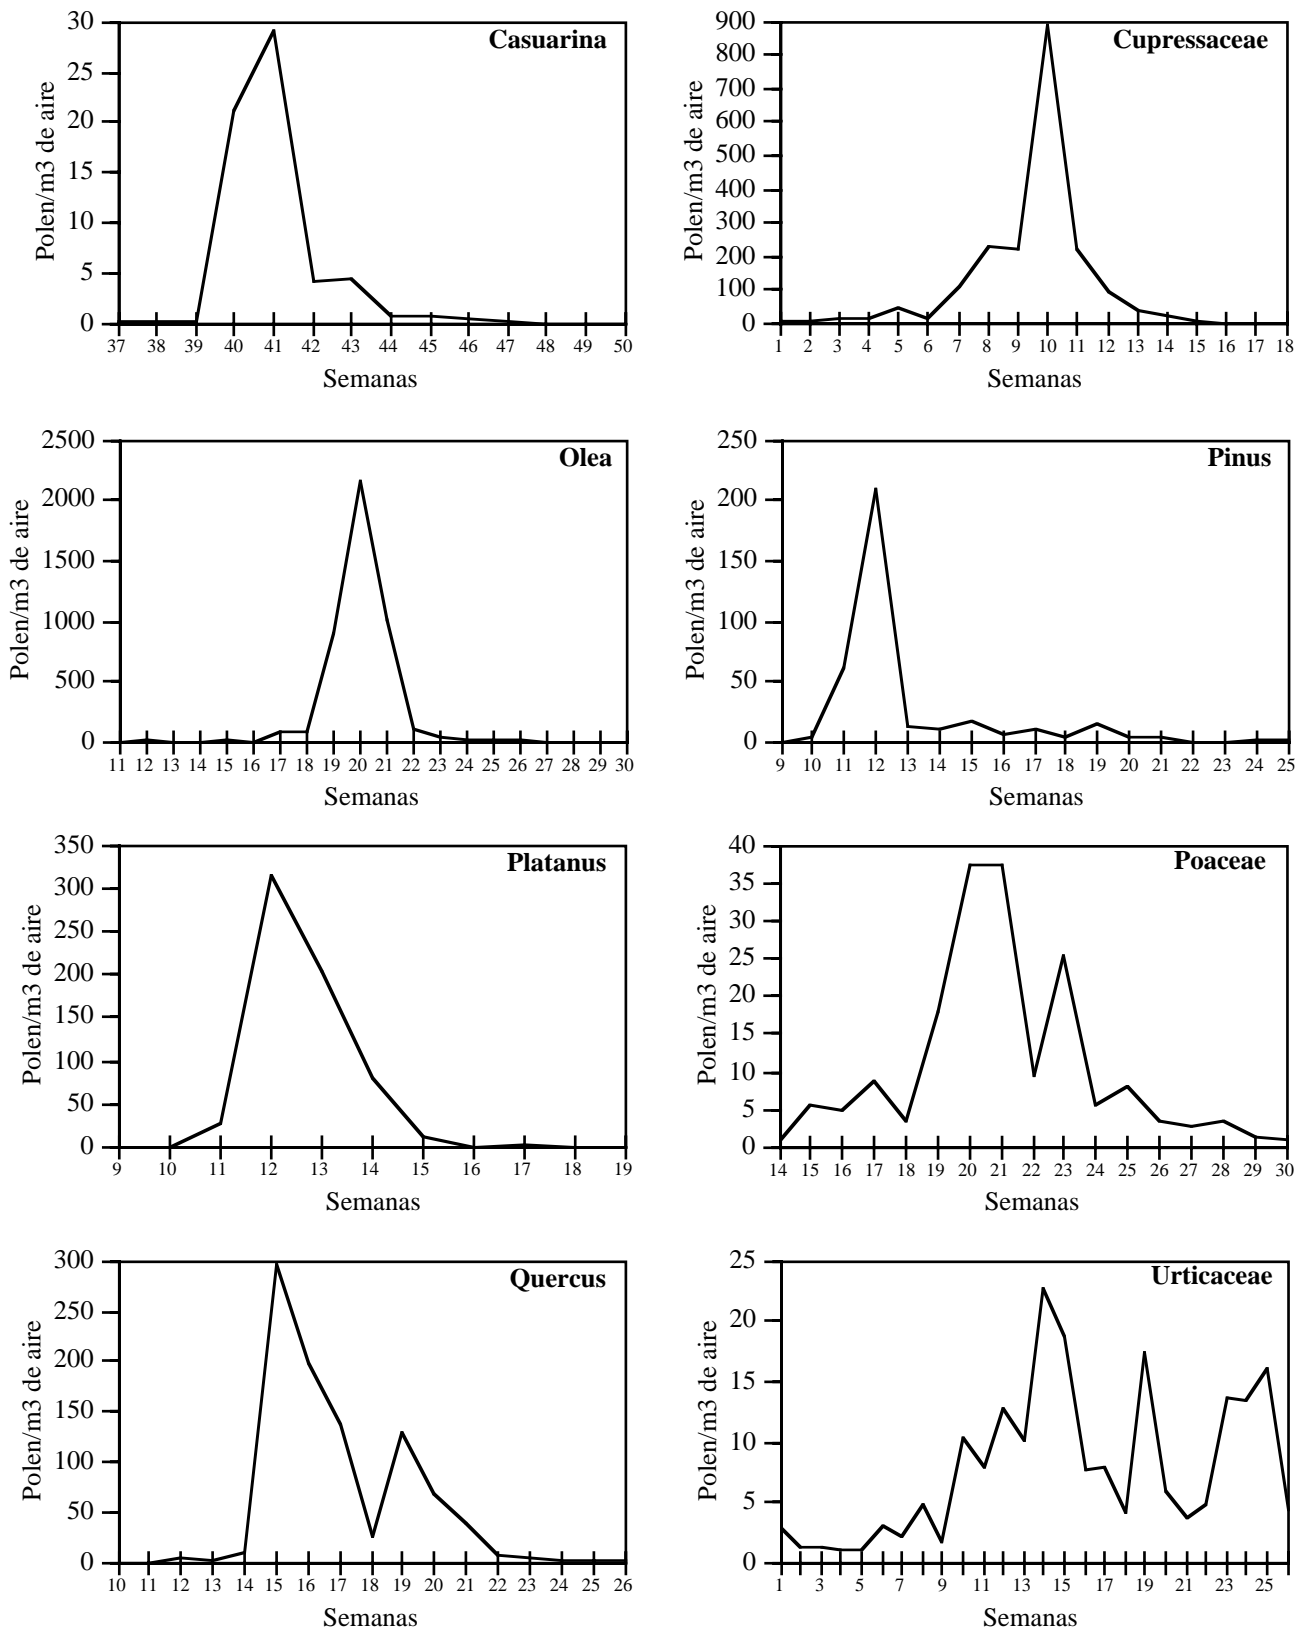 Casuarina
Polen/m3 de aire
30
25
20
15
10
5
0
37 38 39 40 41 42 43 44 45 46 47 48 49 50
Semanas
Cupressaceae
Polen/m3 de aire
900
800
700
600
500
400
300
200
100
0
1 2 3 4 5 6 7 8 9 10 11 12 13 14 15 16 17 18
Semanas
Olea
Polen/m3 de aire
2500
2000
1500
1000
500
0
11 12 13 14 15 16 17 18 19 20 21 22 23 24 25 26 27 28 29 30
Semanas
Pinus
Polen/m3 de aire
250
200
150
100
50
0
9 10 11 12 13 14 15 16 17 18 19 20 21 22 23 24 25
Semanas
Platanus
Polen/m3 de aire
350
300
250
200
150
100
50
0
9 10 11 12 13 14 15 16 17 18 19
Semanas
Poaceae
Polen/m3 de aire
40
35
30
25
20
15
10
5
0
14 15 16 17 18 19 20 21 22 23 24 25 26 27 28 29 30
Semanas
Quercus
Polen/m3 de aire
300
250
200
150
100
50
0
10 11 12 13 14 15 16 17 18 19 20 21 22 23 24 25 26
Semanas
Urticaceae
Polen/m3 de aire
25
20
15
10
5
0
1 3 5 7 9 11 13 15 17 19 21 23 25
Semanas